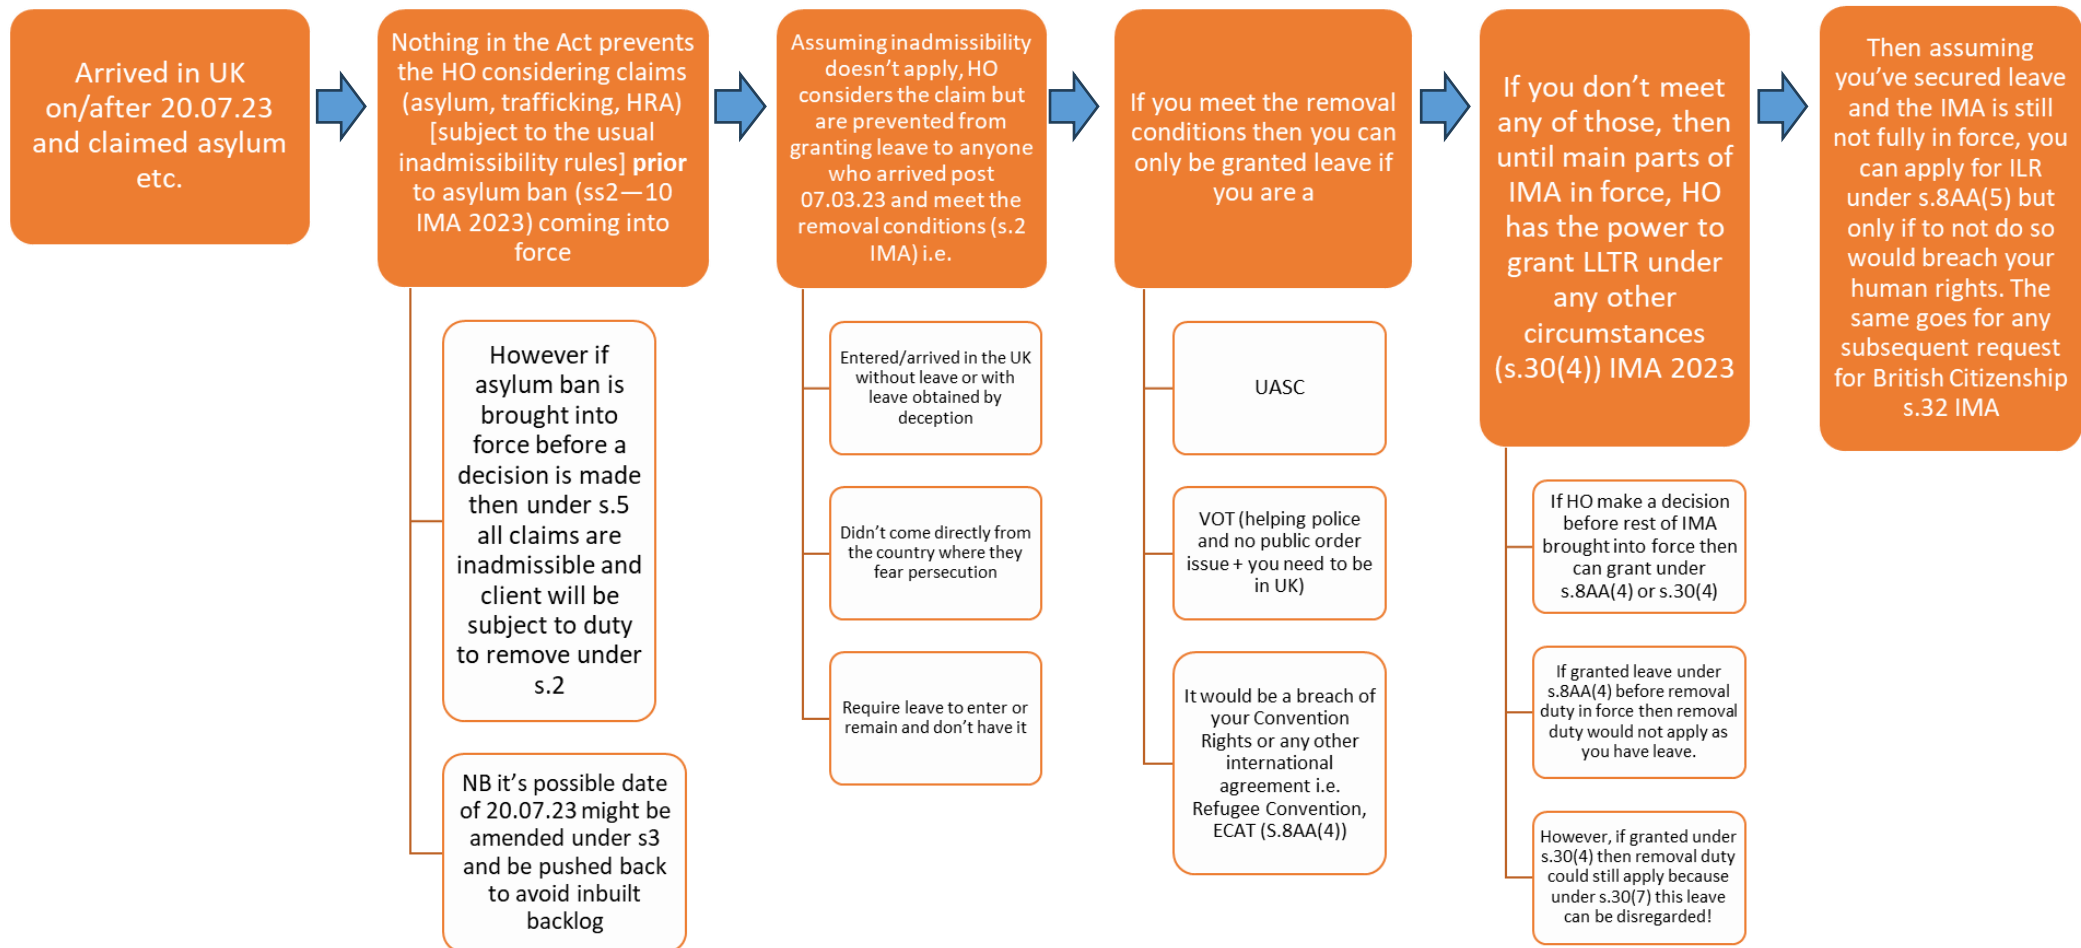 Arrived in UK
on/after 20.07.23
and claimed asylum
etc.
Nothing in the Act prevents
the HO considering claims
(asylum, trafficking, HRA)
[subject to the usual
inadmissibility rules] prior
to asylum ban (ss2—10
IMA 2023) coming into
force
However if
asylum ban is
brought into
force before a
decision is made
then under s.5
all claims are
inadmissible and
client will be
subject to duty
to remove under
s.2
NB it's possible date
of 20.07.23 might be
amended under s3
and be pushed back
to avoid inbuilt
backlog
Assuming inadmissibility
doesn't apply, HO
considers the claim but
are prevented from
granting leave to anyone
who arrived post
07.03.23 and meet the
removal conditions (s.2
IMA) i.e.
Entered/arrived in the UK
without leave or with
leave obtained by
deception
Didn't come directly from
the country where they
fear persecution
Require leave to enter or
remain and don't have it
If you meet the removal
conditions then you can
only be granted leave if
you are a
UASC
VOT (helping police
and no public order
issue + you need to be
in UK)
It would be a breach of
your Convention
Rights or any other
international
agreement i.e.
Refugee Convention,
ECAT (S.8AA(4))
If you don't meet
any of those, then
until main parts of
IMA in force, HO
has the power to
grant LLTR under
any other
circumstances
(s.30(4)) IMA 2023
If HO make a decision
before rest of IMA
brought into force then
can grant under
s.8AA(4) or s.30(4)
If granted leave under
s.8AA(4) before removal
duty in force then removal
duty would not apply as
you have leave.
However, if granted under
s.30(4) then removal duty
could still apply because
under s.30(7) this leave
can be disregarded!
Then assuming
you've secured leave
and the IMA is still
not fully in force, you
can apply for ILR
under s.8AA(5) but
only if to not do so
would breach your
human rights. The
same goes for any
subsequent request
for British Citizenship
s.32 IMA